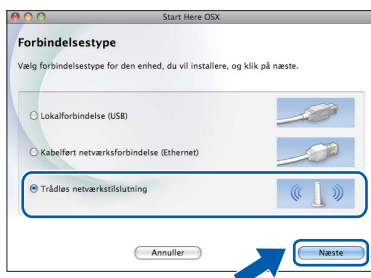 Start Here OSX
Forbindelsestype
Vælg forbindelsestype for den enhed, du vil installere, og klik på næste.
Lokalforbindelse (USB)
Kabelført netværksforbindelse (Ethernet)
Trådløs netværkstilslutning
Annuller
Næste